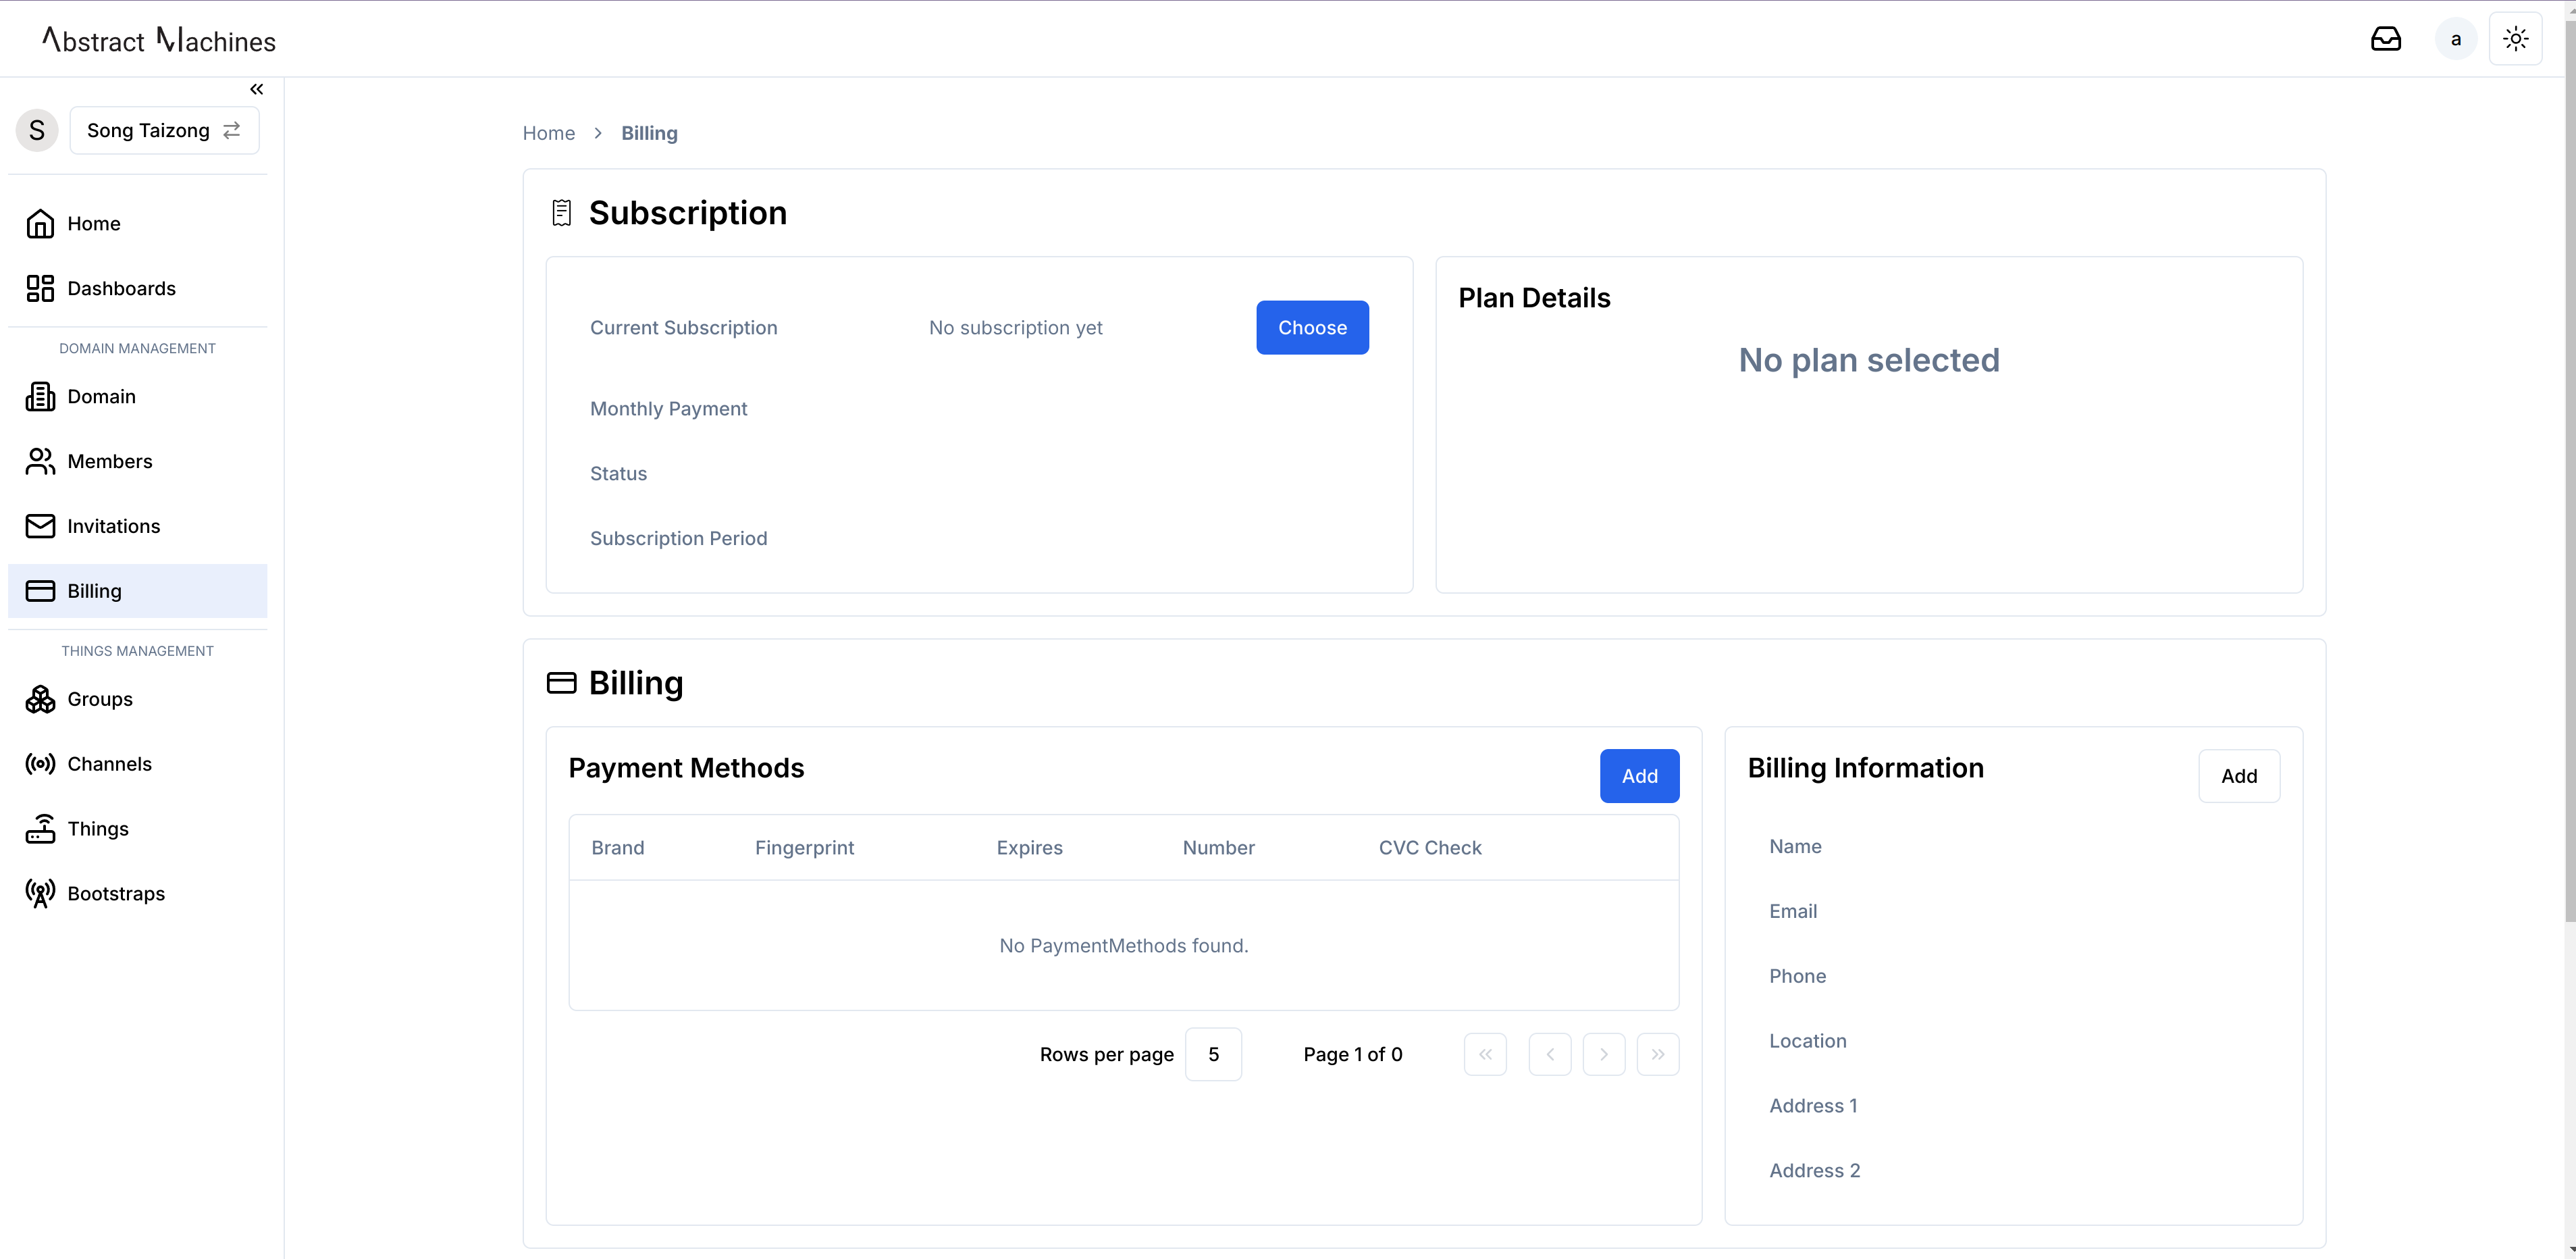 Abstract Machines
a
S
Song Taizong
Home
Dashboards
DOMAIN MANAGEMENT
Domain
Members
Invitations
Billing
THINGS MANAGEMENT
Groups
Channels
Things
Bootstraps
Home > Billing
Subscription
Current Subscription No subscription yet Choose
Monthly Payment
Status
Subscription Period
Plan Details
No plan selected
Billing
Payment Methods Add
Brand Fingerprint Expires Number CVC Check
No PaymentMethods found.
Rows per page 5 Page 1 of 0
Billing Information Add
Name
Email
Phone
Location
Address 1
Address 2